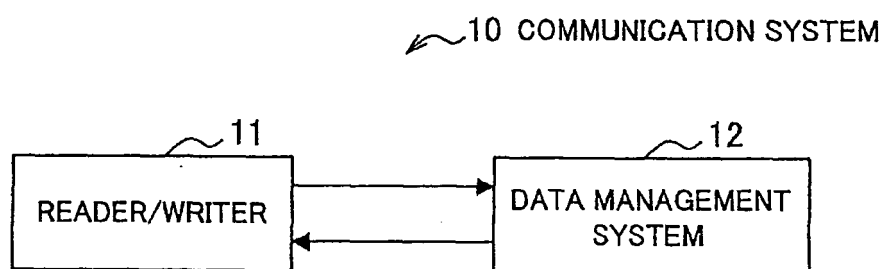 10 COMMUNICATION SYSTEM
11
12
READER/WRITER
DATA MANAGEMENT
SYSTEM